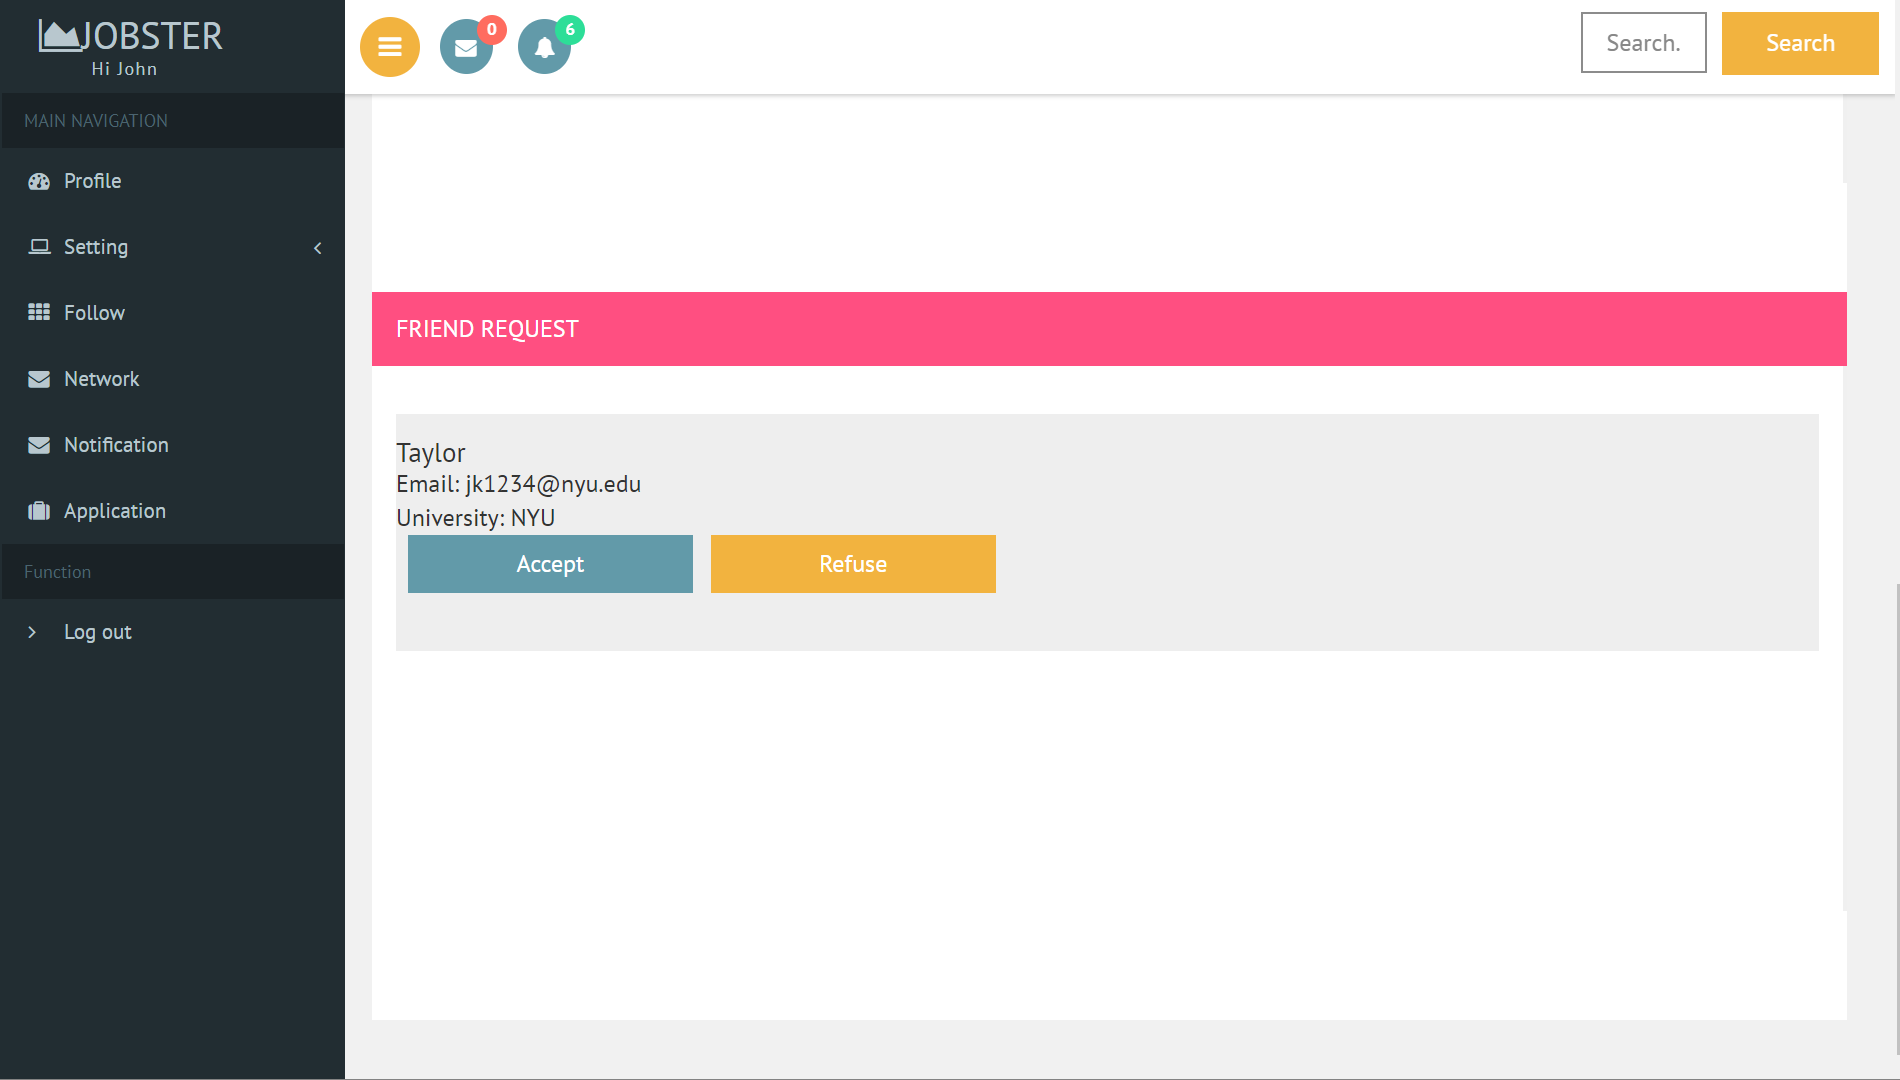 JOBSTER
Hi John
MAIN NAVIGATION
Profile
Setting
Follow
Network
Notification
Application
Function
Log out
0
6
Search.
Search
FRIEND REQUEST
Taylor
Email: jk1234@nyu.edu
University: NYU
Accept
Refuse